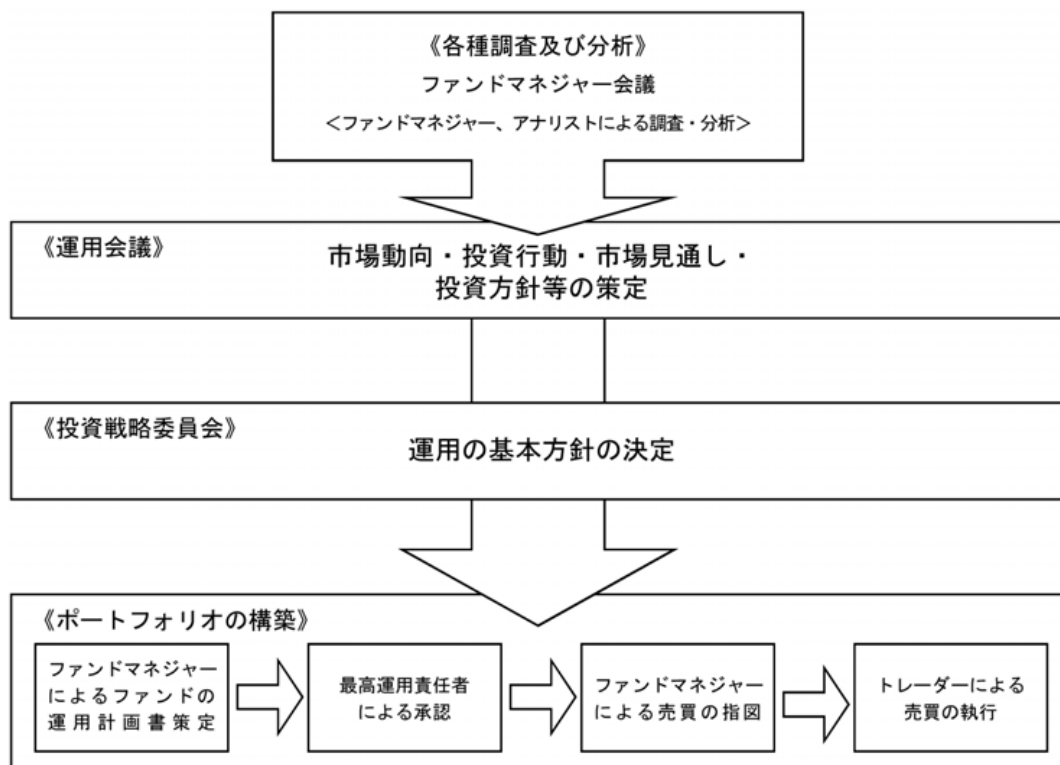 《各種調査及び分析》
ファンドマネジャー会議
＜ファンドマネジャー、アナリストによる調査・分析＞
《運用会議》
市場動向・投資行動・市場見通し・
投資方針等の策定
《投資戦略委員会》
運用の基本方針の決定
《ポートフォリオの構築》
ファンドマネジャー
によるファンドの
運用計画書策定
最高運用責任者
による承認
ファンドマネジャー
による売買の指図
トレーダーによる
売買の執行